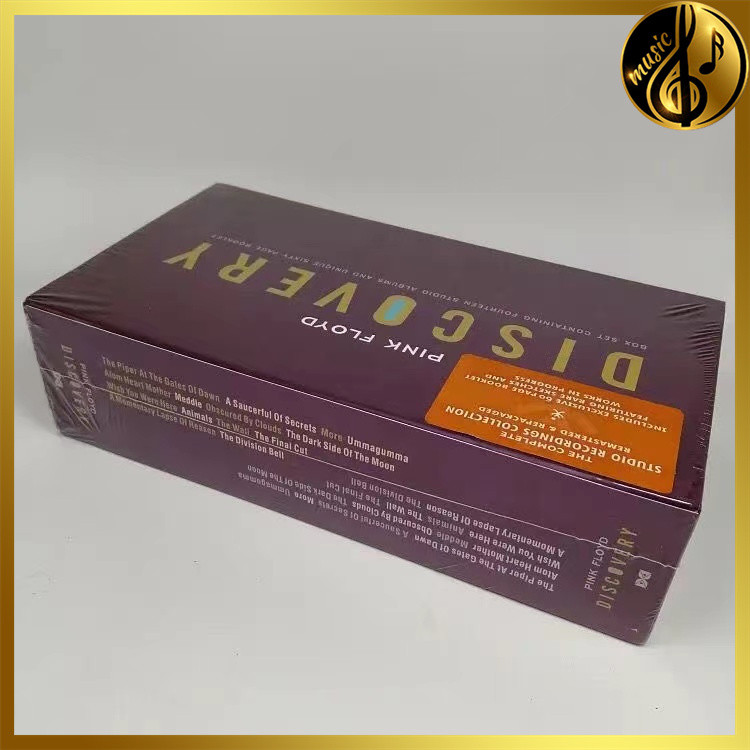 music
BOX SET CONTAINING FOURTEEN STUDIO ALBUMS AND UNIQUE SIXTY PAGE BOOKLET
DISCOVERY
PINK FLOYD
THE COMPLETE
STUDIO RECORDINGS COLLECTION
REMASTERED & REPACKAGED
INCLUDES EXCLUSIVE 60 PAGE BOOKLET
FEATURING RARE SKETCHES AND
WORKS IN PROGRESS
PINK FLOYD
DISCOVERY
The Piper At The Gates Of Dawn A Saucerful Of Secrets More Ummagumma
Atom Heart Mother Meddle Obscured By Clouds The Dark Side Of The Moon
Wish You Were Here Animals The Wall The Final Cut
A Momentary Lapse Of Reason The Division Bell
The Piper At The Gates Of Dawn A Saucerful Of Secrets More Ummagumma
Atom Heart Mother Meddle Obscured By Clouds The Dark Side Of The Moon
Wish You Were Here Animals The Wall The Final Cut
A Momentary Lapse Of Reason The Division Bell
PINK FLOYD
DISCOVERY